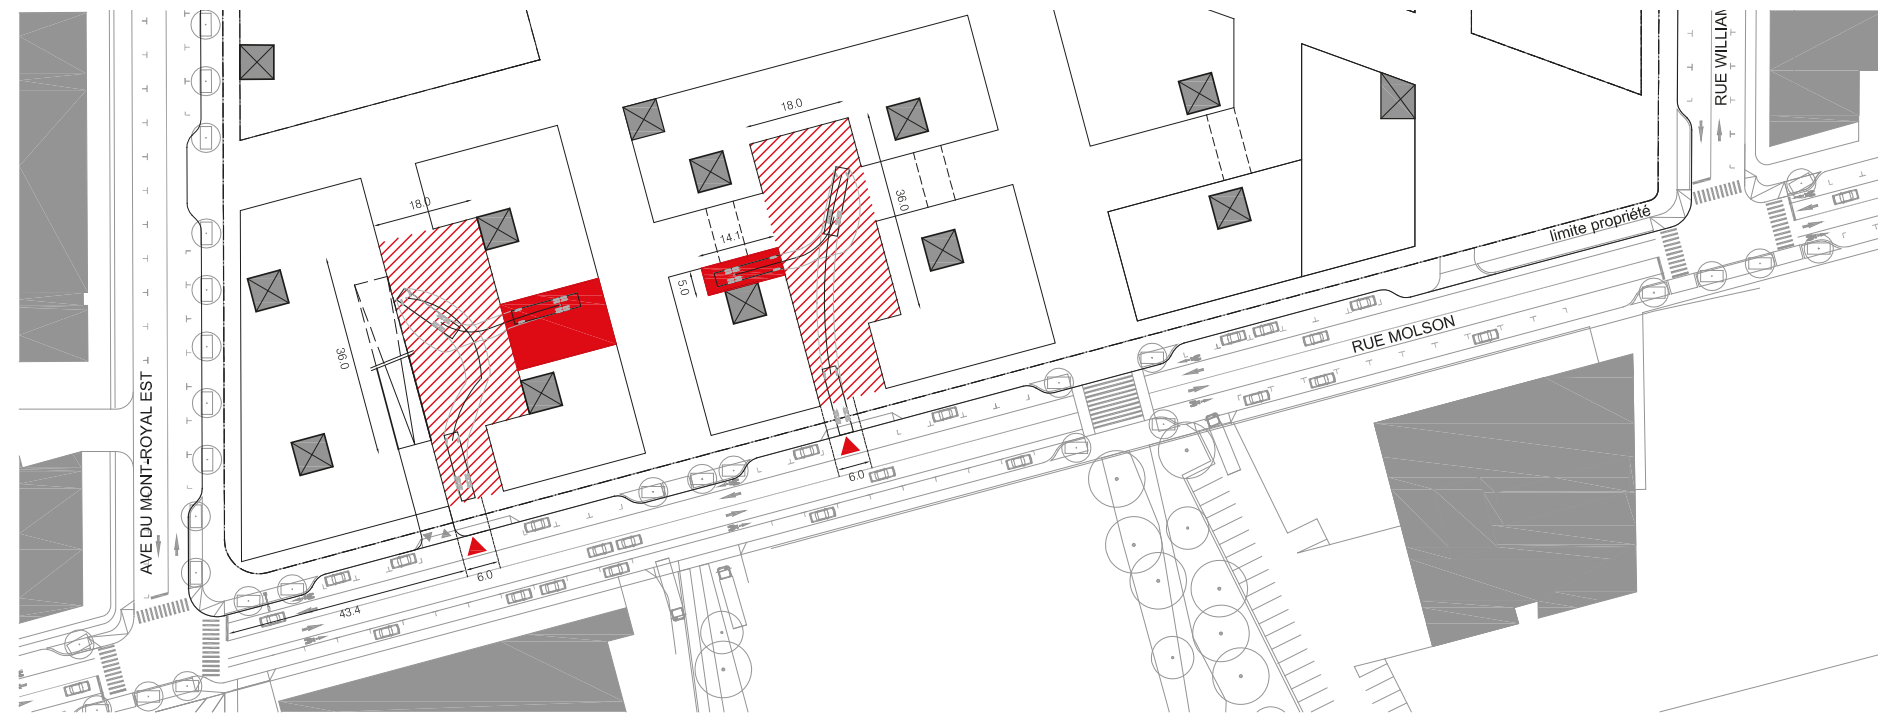 RUE WILLIAM
18.0
36.0
18.0
14.1
5.0
limite propriété
36.0
RUE MOLSON
AVE DU MONT-ROYAL EST
6.0
6.0
43.4